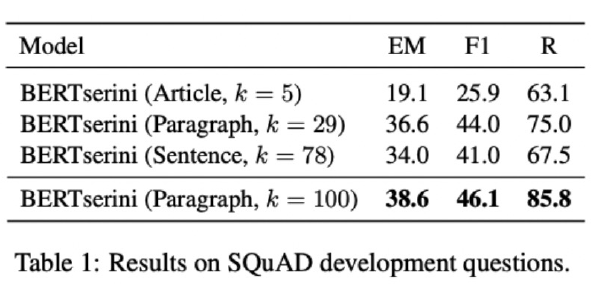 Model EM F1 R
BERTserini (Article, k = 5) 19.1 25.9 63.1
BERTserini (Paragraph, k = 29) 36.6 44.0 75.0
BERTserini (Sentence, k = 78) 34.0 41.0 67.5
BERTserini (Paragraph, k = 100) 38.6 46.1 85.8
Table 1: Results on SQuAD development questions.